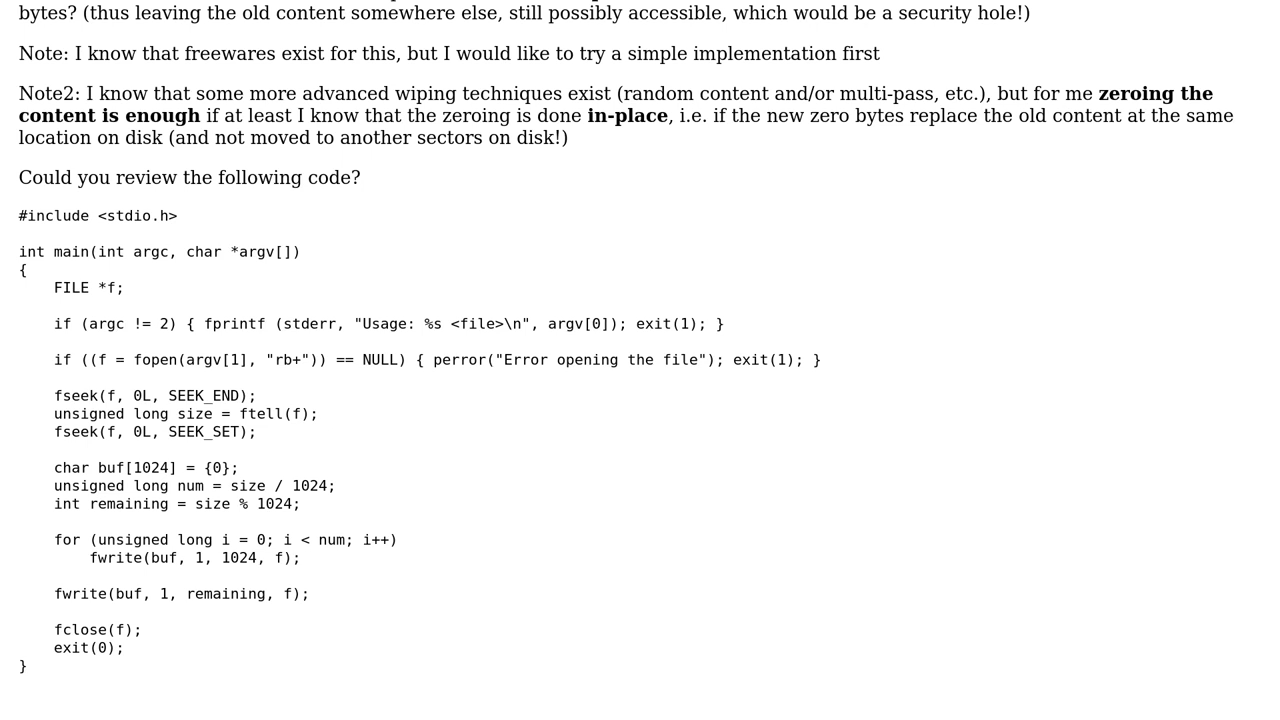 bytes? (thus leaving the old content somewhere else, still possibly accessible, which would be a security hole!)
Note: I know that freewares exist for this, but I would like to try a simple implementation first
Note2: I know that some more advanced wiping techniques exist (random content and/or multi-pass, etc.), but for me zeroing the
content is enough if at least I know that the zeroing is done in-place, i.e. if the new zero bytes replace the old content at the same
location on disk (and not moved to another sectors on disk!)
Could you review the following code?
#include <stdio.h>
int main(int argc, char *argv[])
{
    FILE *f;
    if (argc != 2) { fprintf (stderr, "Usage: %s <file>\n", argv[0]); exit(1); }
    if ((f = fopen(argv[1], "rb+")) == NULL) { perror("Error opening the file"); exit(1); }
    fseek(f, 0L, SEEK_END);
    unsigned long size = ftell(f);
    fseek(f, 0L, SEEK_SET);
    char buf[1024] = {0};
    unsigned long num = size / 1024;
    int remaining = size % 1024;
    for (unsigned long i = 0; i < num; i++)
        fwrite(buf, 1, 1024, f);
    fwrite(buf, 1, remaining, f);
    fclose(f);
    exit(0);
}